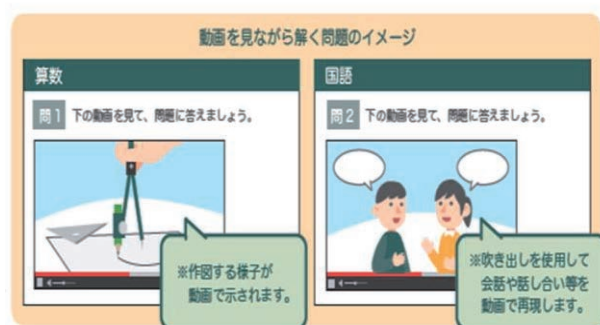 動画を見ながら解く問題のイメージ
算数
問1 下の動画を見て、問題に答えましょう。
※作図する様子が
動画で示されます。
国語
問2 下の動画を見て、問題に答えましょう。
※吹き出しを使用して
会話や話し合い等を
動画で再現します。